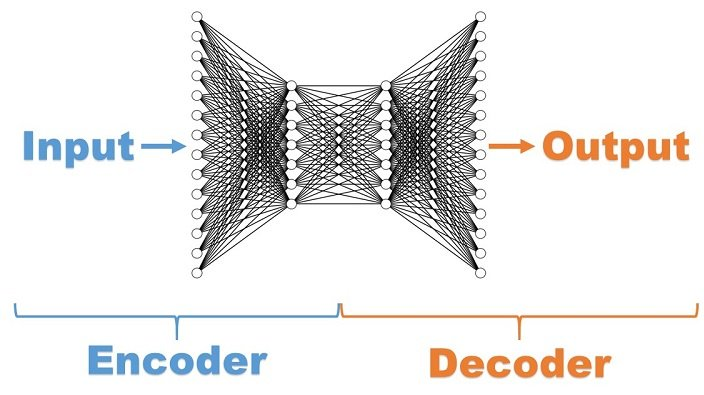 Input
Output
Encoder
Decoder